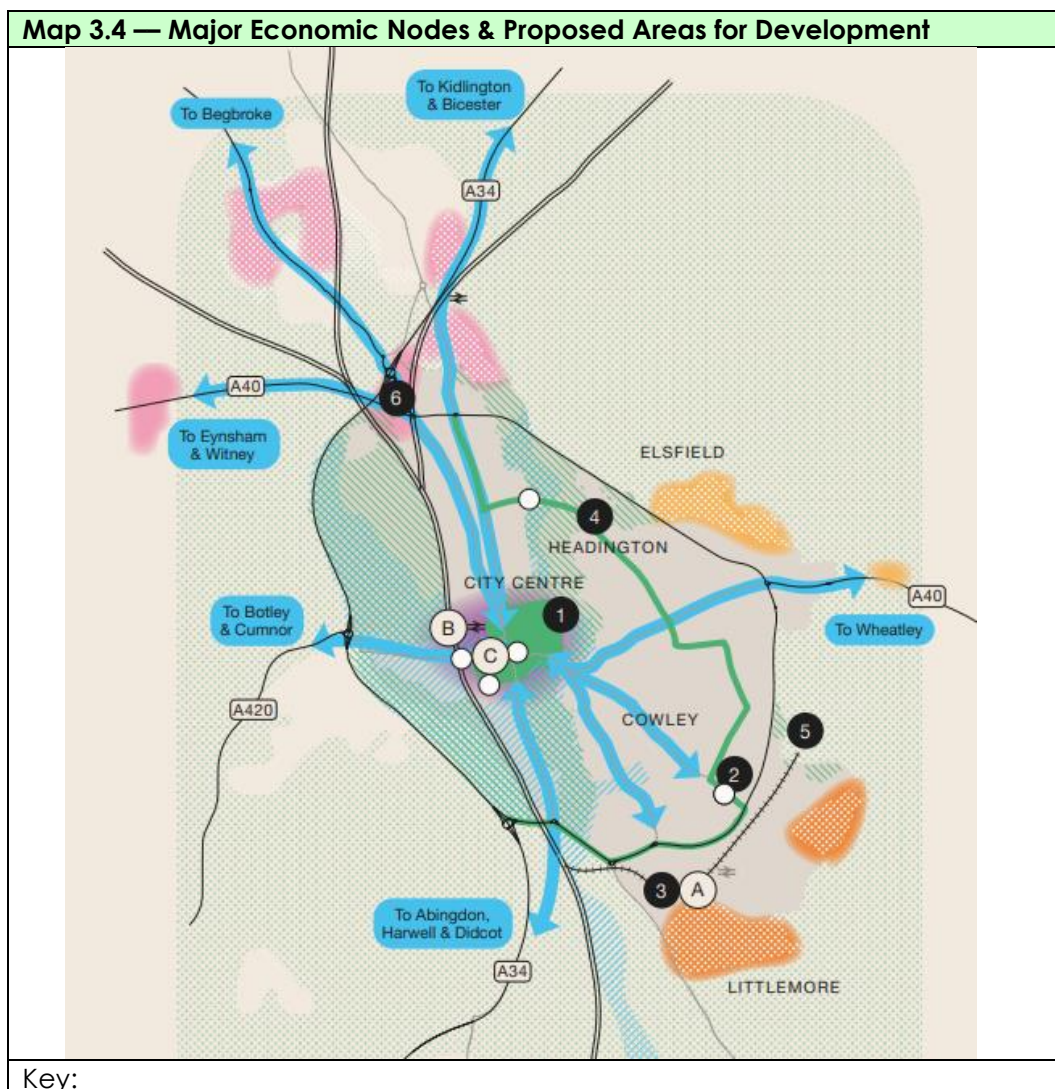 Map 3.4 — Major Economic Nodes & Proposed Areas for Development
To Kidlington
& Bicester
To Begbroke
A34
A40
6
To Eynsham
& Witney
ELSFIELD
4
HEADINGTON
CITY CENTRE
1
To Botley
& Cumnor
B
C
A40
To Wheatley
A420
COWLEY
5
2
3
A
To Abingdon,
Harwell & Didcot
A34
LITTLEMORE
Key: